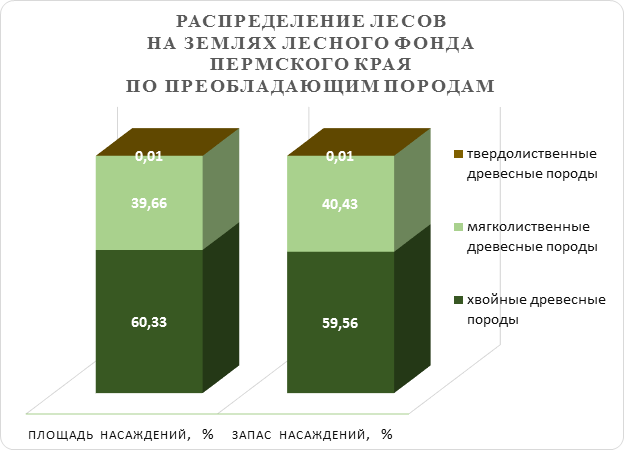 РАСПРЕДЕЛЕНИЕ ЛЕСОВ
НА ЗЕМЛЯХ ЛЕСНОГО ФОНДА
ПЕРМСКОГО КРАЯ
ПО ПРЕОБЛАДАЮЩИМ ПОРОДАМ
0,01
0,01
39,66
40,43
60,33
59,56
твердолиственные
древесные породы
мягколиственные
древесные породы
хвойные древесные
породы
ПЛОЩАДЬ НАСАЖДЕНИЙ, %
ЗАПАС НАСАЖДЕНИЙ, %